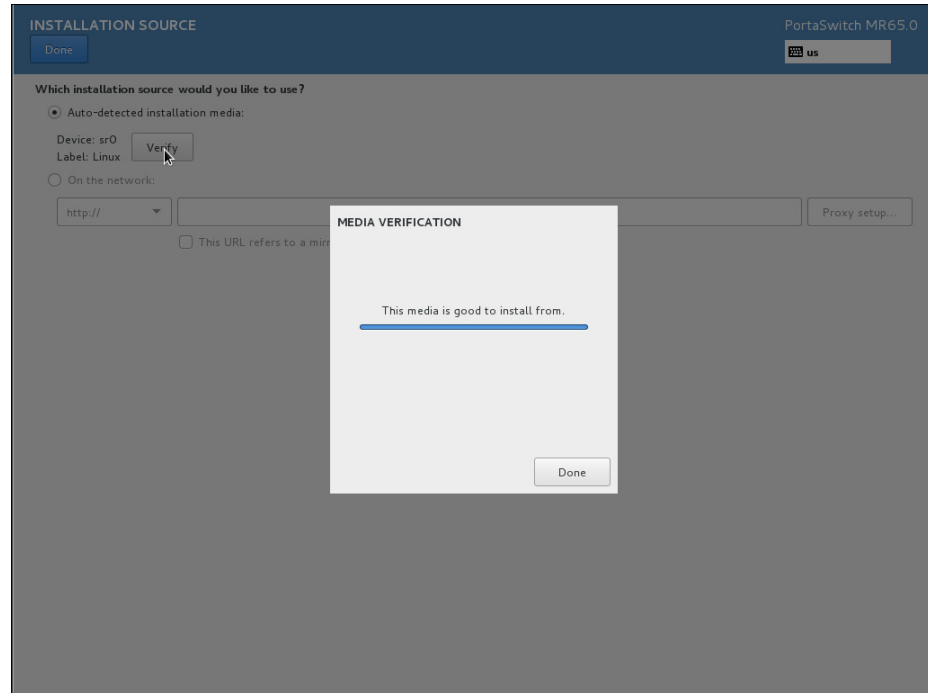 INSTALLATION SOURCE
PortaSwitch MR65.0
Done
us
Which installation source would you like to use?
Auto-detected installation media:
Device: sr0
Label: Linux
Verify
On the network:
http://
Proxy setup...
This URL refers to a
MEDIA VERIFICATION
This media is good to install from.
Done